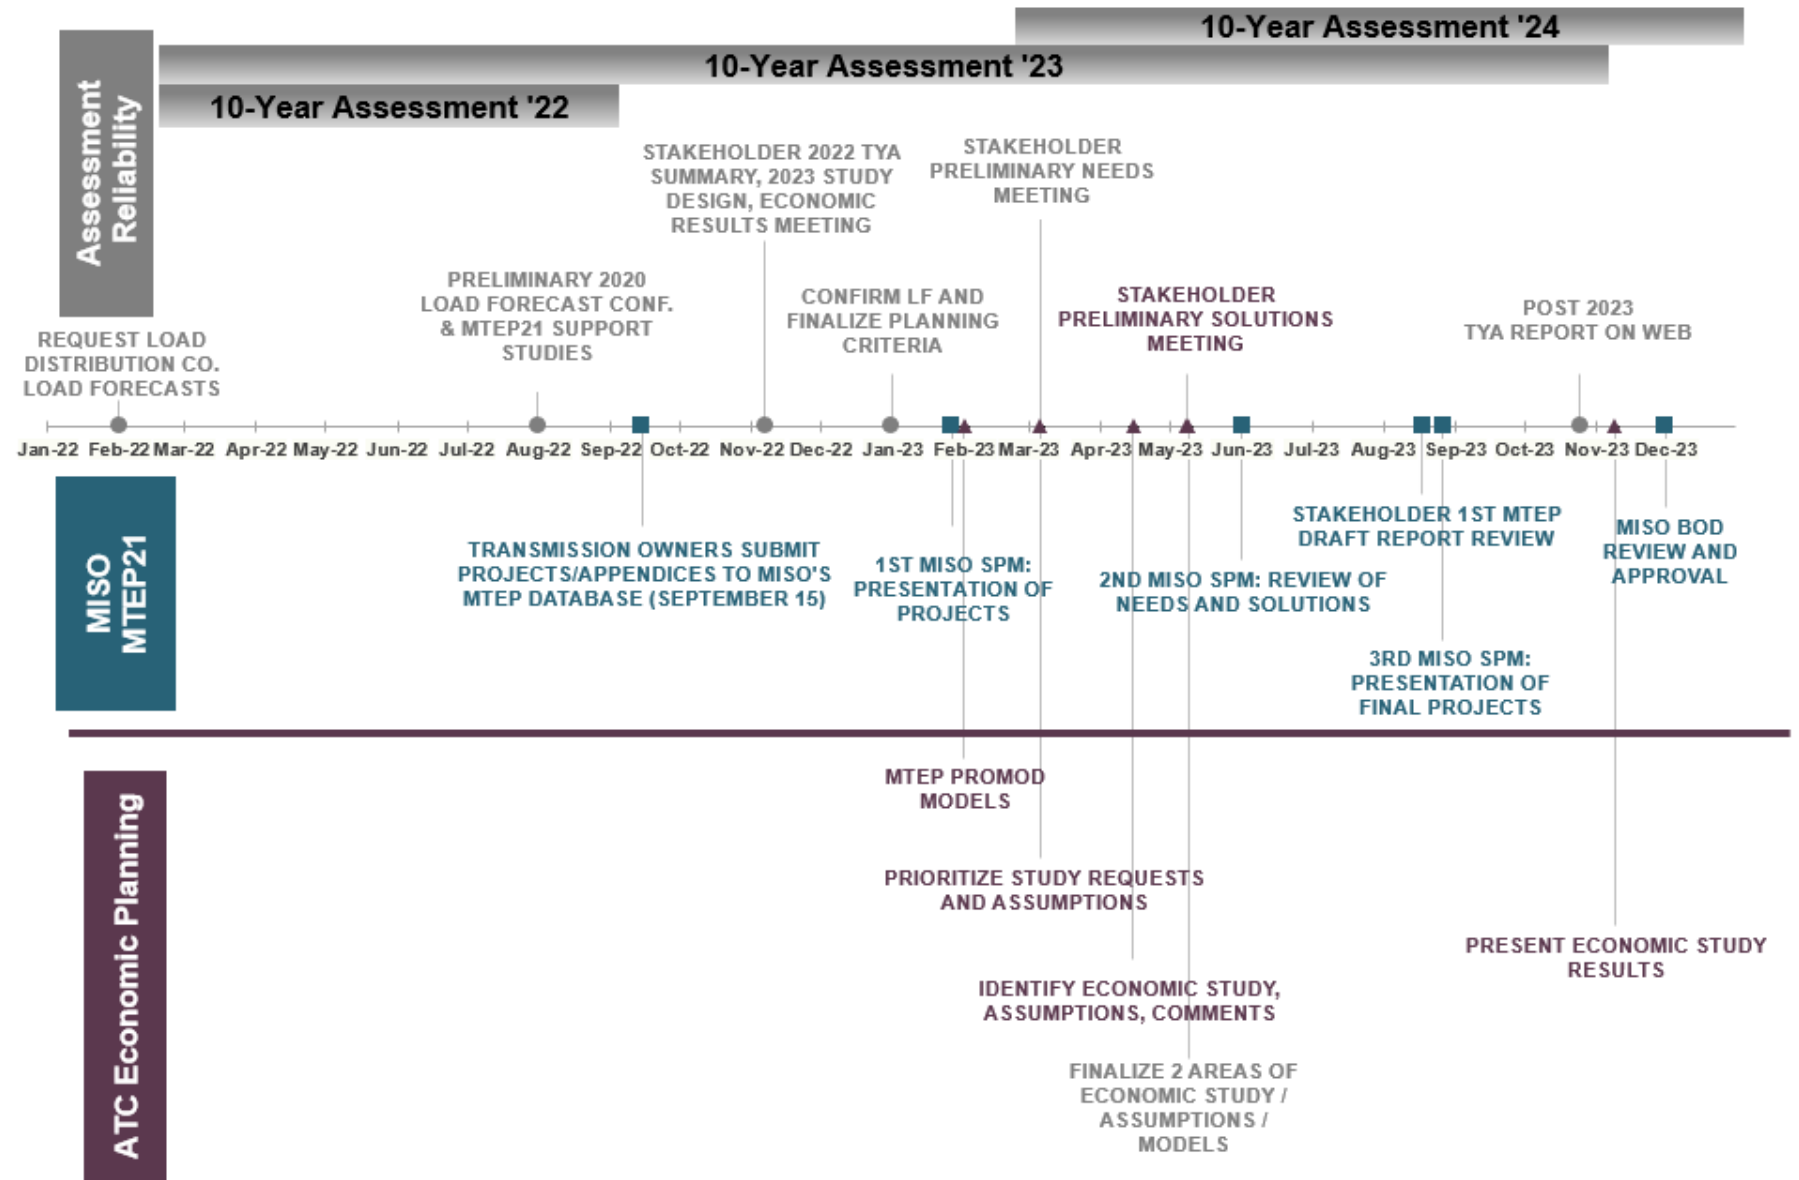 10-Year Assessment '24
10-Year Assessment '23
10-Year Assessment '22
Assessment
Reliability
REQUEST LOAD
DISTRIBUTION CO.
LOAD FORECASTS
PRELIMINARY 2020
LOAD FORECAST CONF.
& MTEP21 SUPPORT
STUDIES
STAKEHOLDER 2022 TYA
SUMMARY, 2023 STUDY
DESIGN, ECONOMIC
RESULTS MEETING
CONFIRM LF AND
FINALIZE PLANNING
CRITERIA
STAKEHOLDER
PRELIMINARY NEEDS
MEETING
STAKEHOLDER
PRELIMINARY SOLUTIONS
MEETING
POST 2023
TYA REPORT ON WEB
Jan-22 Feb-22 Mar-22 Apr-22 May-22 Jun-22 Jul-22 Aug-22 Sep-22 Oct-22 Nov-22 Dec-22 Jan-23 Feb-23 Mar-23 Apr-23 May-23 Jun-23 Jul-23 Aug-23 Sep-23 Oct-23 Nov-23 Dec-23
MISO
MTEP21
TRANSMISSION OWNERS SUBMIT
PROJECTS/APPENDICES TO MISO'S
MTEP DATABASE (SEPTEMBER 15)
1ST MISO SPM:
PRESENTATION OF
PROJECTS
2ND MISO SPM: REVIEW OF
NEEDS AND SOLUTIONS
STAKEHOLDER 1ST MTEP
DRAFT REPORT REVIEW
3RD MISO SPM:
PRESENTATION OF
FINAL PROJECTS
MISO BOD
REVIEW AND
APPROVAL
ATC Economic Planning
MTEP PROMOD
MODELS
PRIORITIZE STUDY REQUESTS
AND ASSUMPTIONS
IDENTIFY ECONOMIC STUDY,
ASSUMPTIONS, COMMENTS
FINALIZE 2 AREAS OF
ECONOMIC STUDY /
ASSUMPTIONS /
MODELS
PRESENT ECONOMIC STUDY
RESULTS